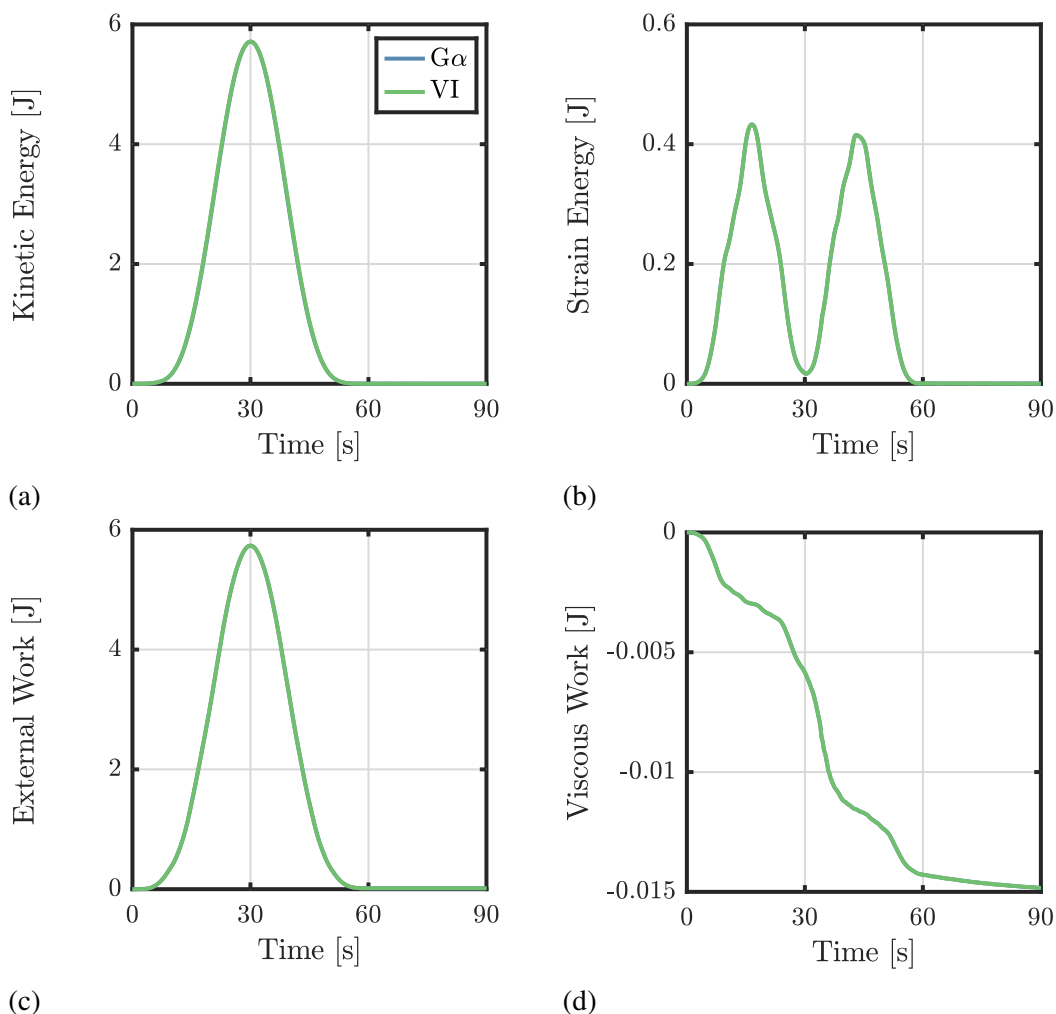 Kinetic Energy [J]
6
4
2
0
0 30 60 90
Time [s]
Gα
VI
(a)
Strain Energy [J]
0.6
0.4
0.2
0
0 30 60 90
Time [s]
(b)
External Work [J]
6
4
2
0
0 30 60 90
Time [s]
(c)
Viscous Work [J]
0
-0.005
-0.01
-0.015
0 30 60 90
Time [s]
(d)